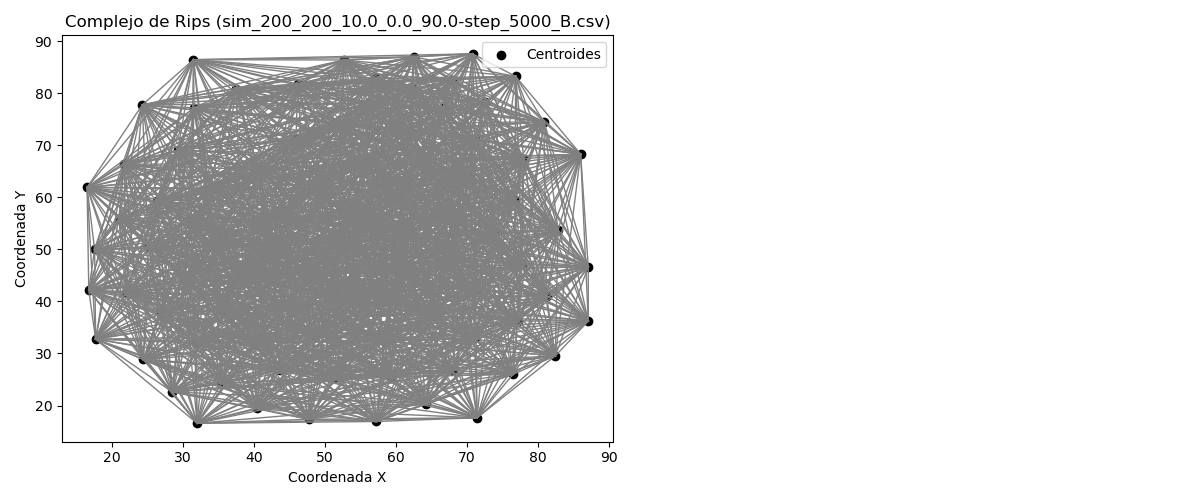 Complejo de Rips (sim_200_200_10.0_0.0_90.0-step_5000_B.csv)
Centroides
90
80
70
60
50
40
30
20
Coordenada Y
20 30 40 50 60 70 80 90
Coordenada X